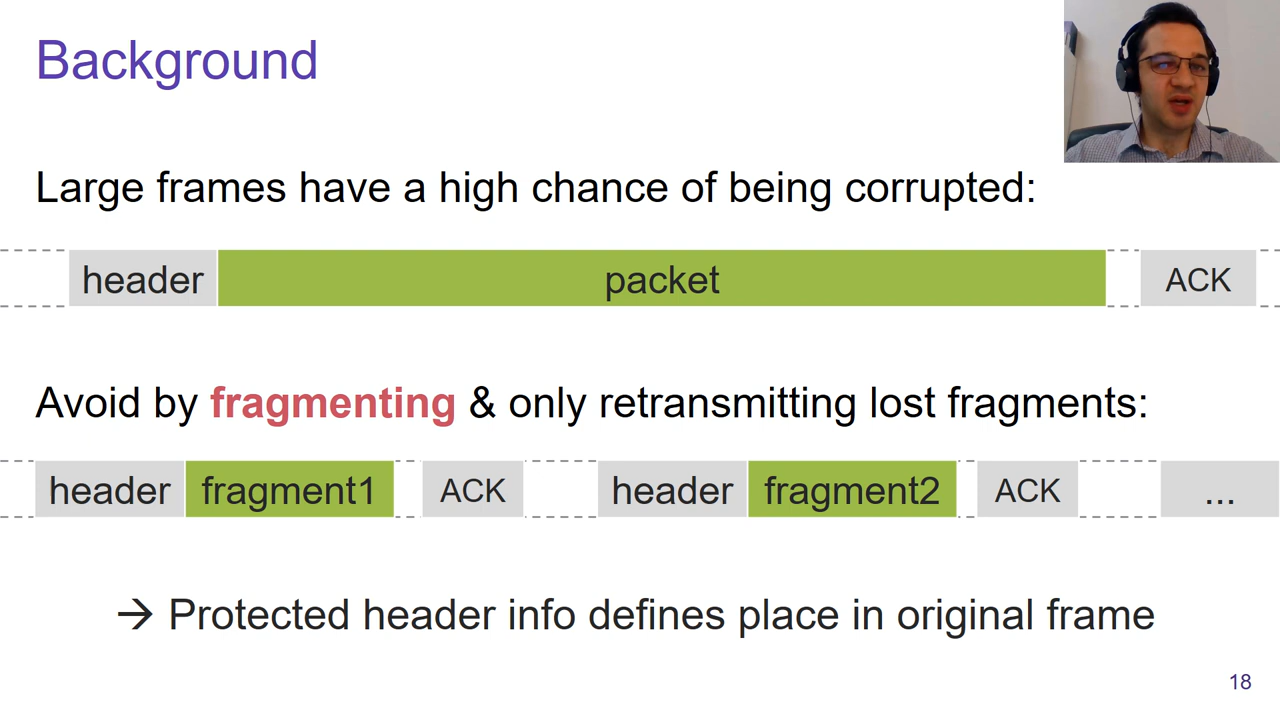 Background
Large frames have a high chance of being corrupted:
header packet ACK
Avoid by fragmenting & only retransmitting lost fragments:
header fragment1 ACK header fragment2 ACK ...
→ Protected header info defines place in original frame
18